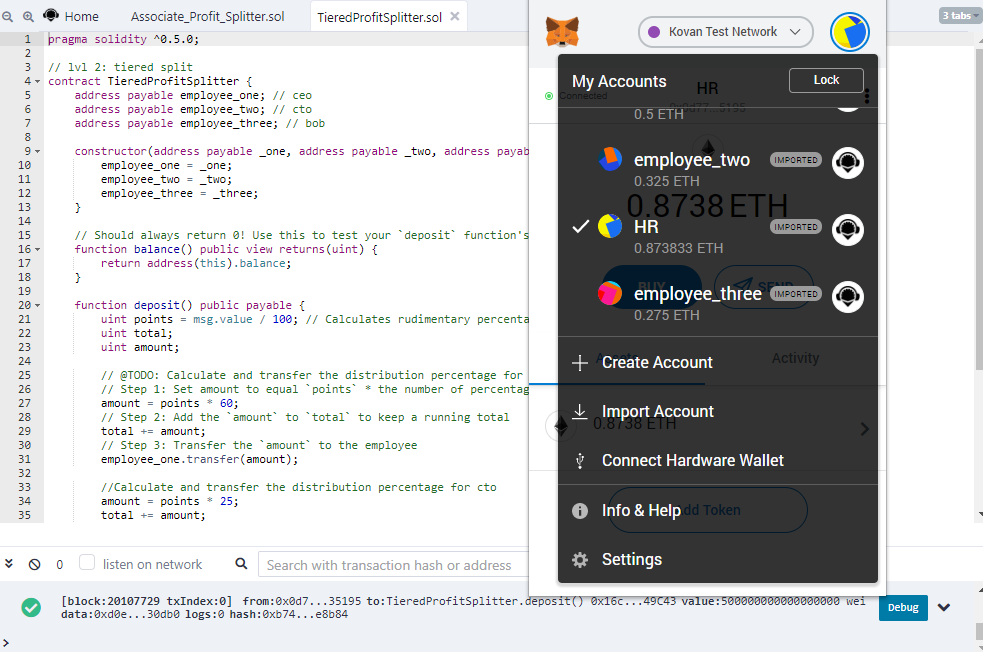 Home
Associate_Profit_Splitter.sol
TieredProfitSplitter.sol
3 tabs
1 pragma solidity ^0.5.0;
2
3 // lvl 2: tiered split
4 contract TieredProfitSplitter {
5 address payable employee_one; // ceo
6 address payable employee_two; // cto
7 address payable employee_three; // bob
8
9 constructor(address payable _one, address payable _two, address payab
10 employee_one = _one;
11 employee_two = _two;
12 employee_three = _three;
13 }
14
15 // Should always return 0! Use this to test your `deposit` function's
16 function balance() public view returns(uint) {
17 return address(this).balance;
18 }
19
20 function deposit() public payable {
21 uint points = msg.value / 100; // Calculates rudimentary percenta
22 uint total;
23 uint amount;
24
25 // @TODO: Calculate and transfer the distribution percentage for
26 // Step 1: Set amount to equal `points` * the number of percentag
27 amount = points * 60;
28 // Step 2: Add the `amount` to `total` to keep a running total
29 total += amount;
30 // Step 3: Transfer the `amount` to the employee
31 employee_one.transfer(amount);
32
33 //Calculate and transfer the distribution percentage for cto
34 amount = points * 25;
35 total += amount;
Kovan Test Network
My Accounts
Lock
Connected
HR
0.5 ETH
employee_two
IMPORTED
0.325 ETH
0.8738 ETH
HR
IMPORTED
0.873833 ETH
BUY
SEND
employee_three
IMPORTED
0.275 ETH
Create Account
Activity
Import Account
0.8738 ETH
Connect Hardware Wallet
Info & Help
Add Token
Settings
0
listen on network
Search with transaction hash or address
[block:20107729 txIndex:0] from:0x0d7...35195 to:TieredProfitSplitter.deposit() 0x16c...49C43 value:500000000000000000 wei
data:0xd0e...30db0 logs:0 hash:0xb74...e8b84
Debug
>